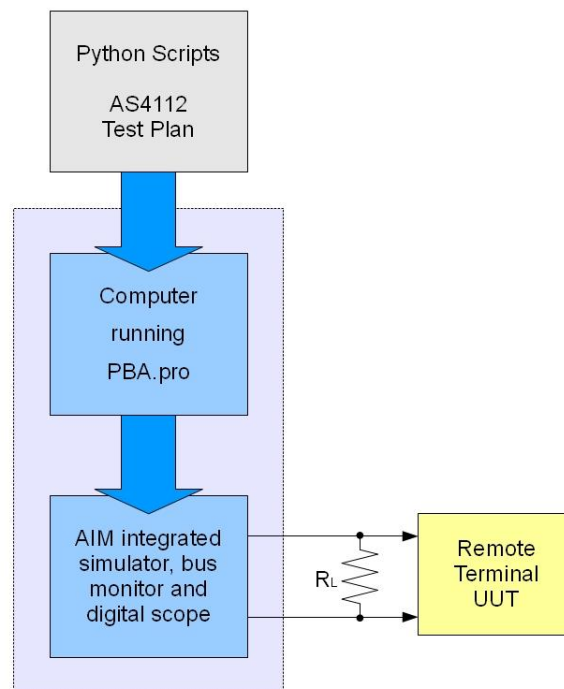 Python Scripts
AS4112
Test Plan
Computer
running
PBA.pro
AIM integrated
simulator, bus
monitor and
digital scope
RL
Remote
Terminal
UUT